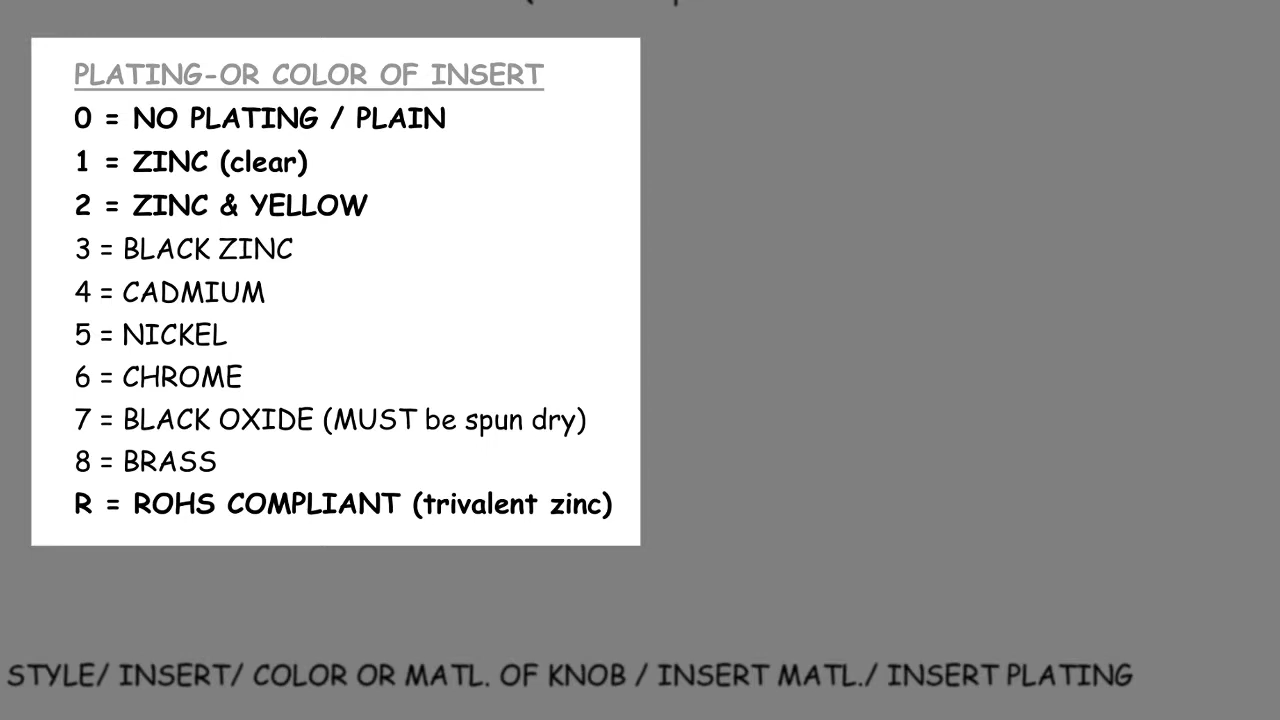 PLATING-OR COLOR OF INSERT
0 = NO PLATING / PLAIN
1 = ZINC (clear)
2 = ZINC & YELLOW
3 = BLACK ZINC
4 = CADMIUM
5 = NICKEL
6 = CHROME
7 = BLACK OXIDE (MUST be spun dry)
8 = BRASS
R = ROHS COMPLIANT (trivalent zinc)
STYLE/ INSERT/ COLOR OR MATL. OF KNOB / INSERT MATL./ INSERT PLATING